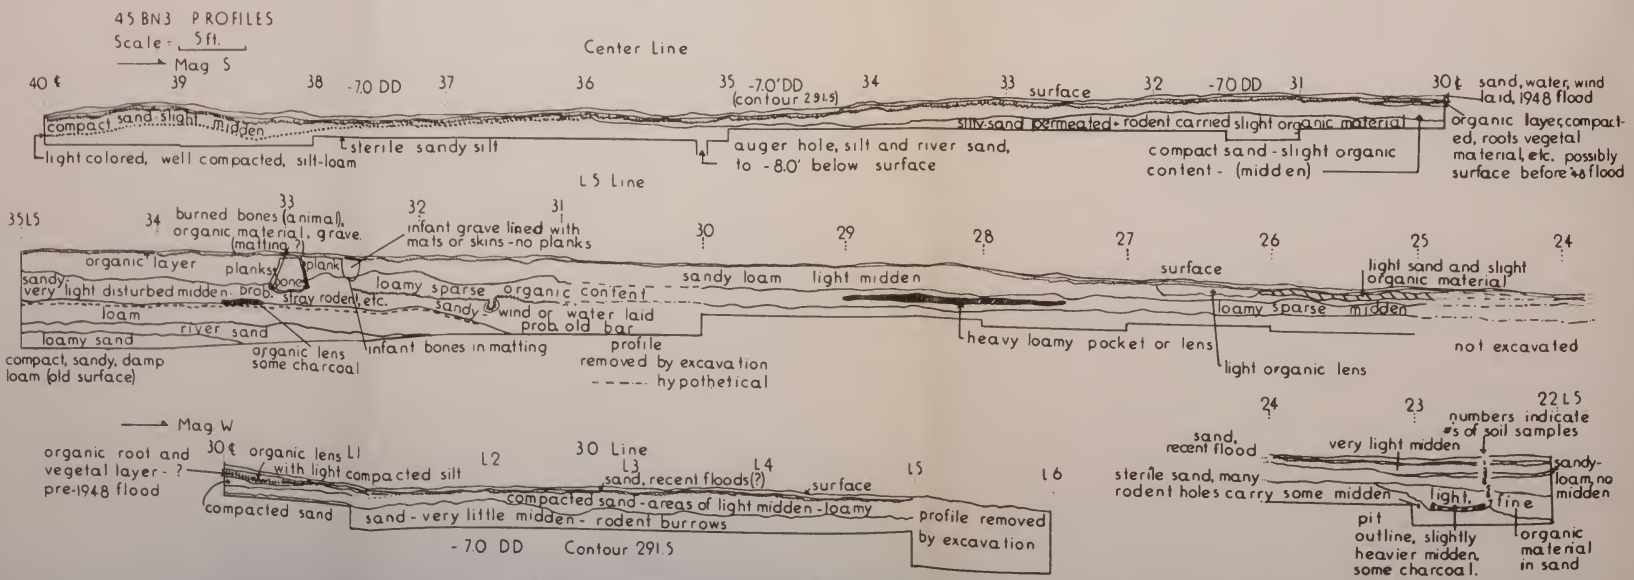 45 BN3 PROFILES
Scale = 5 ft.
Mag S
Center Line
40 ¢ 39 38 -7.0 DD 37 36 35 -7.0' DD 34 33 32 -7.0 DD 31 30 ¢
(contour 291.5)
surface
sand, water, wind
laid, 1948 flood
compact sand slight midden
silty-sand permeated - rodent carried slight organic material
light colored, well compacted, silt-loam
sterile sandy silt
auger hole, silt and river sand,
to -8.0' below surface
compact sand - slight organic
content - (midden)
organic layer, compact-
ed, roots vegetal
material, etc. possibly
surface before '48 flood
L5 Line
35 L5 34 33 32 31 30 29 28 27 26 25 24
burned bones (animal),
organic material, grave.
(matting ?)
infant grave lined with
mats or skins - no planks
organic layer
planks
plank
bone
sandy
very light disturbed midden - prob.
stray rodent, etc.
loamy sparse organic content
sandy loam light midden
surface
light sand and slight
organic material
loamy sparse midden
loam
river sand
loamy sand
sandy
wind or water laid
prob. old bar
compact, sandy, damp
loam (old surface)
organic lens
some charcoal
infant bones in matting
profile
removed by excavation
hypothetical
heavy loamy pocket or lens
light organic lens
not excavated
Mag W
30 Line
30 ¢ L1 L2 L3 L4 L5 L6
organic root and
vegetal layer - ?
pre-1948 flood
organic lens
with light compacted silt
sand, recent floods (?)
surface
compacted sand
compacted sand - areas of light midden - loamy
sand - very little midden - rodent burrows
profile removed
by excavation
-7.0 DD Contour 291.5
24 23 22 L5
numbers indicate
#s of soil samples
sand,
recent flood
very light midden
sterile sand, many
rodent holes carry some midden
sandy-
loam, no
midden
light, fine
pit
outline, slightly
heavier midden,
some charcoal.
organic
material
in sand